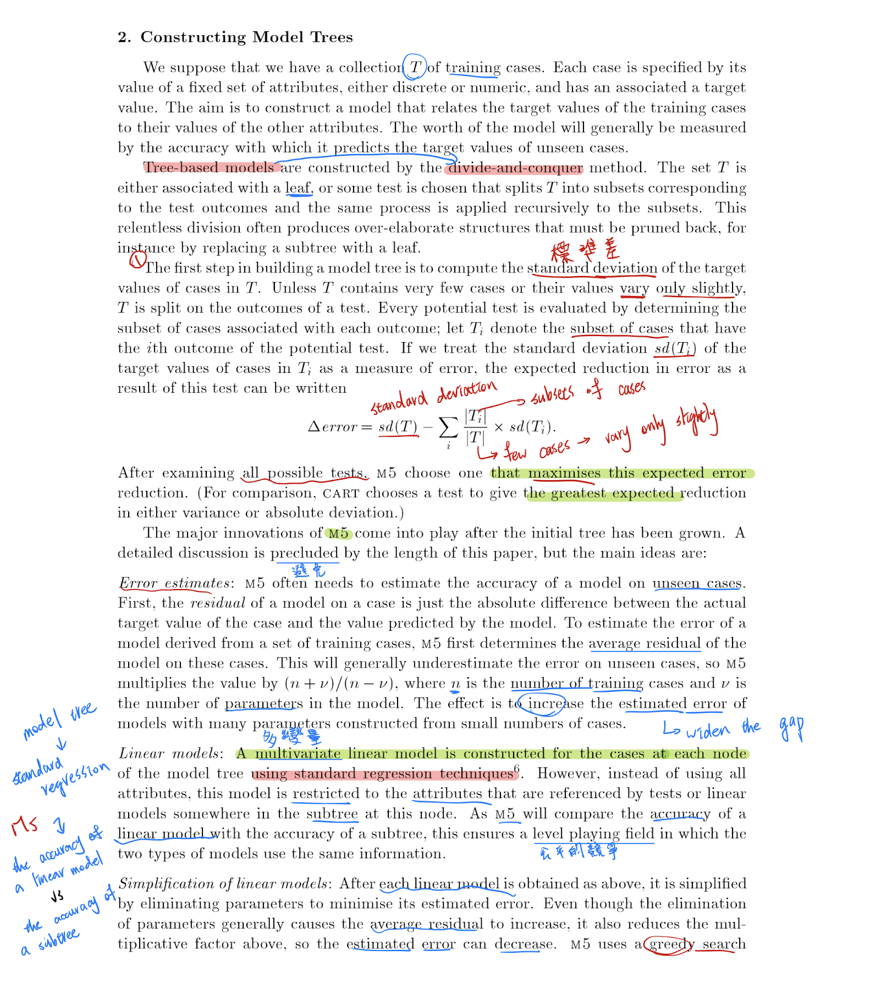 2. Constructing Model Trees
We suppose that we have a collection T of training cases. Each case is specified by its
value of a fixed set of attributes, either discrete or numeric, and has an associated a target
value. The aim is to construct a model that relates the target values of the training cases
to their values of the other attributes. The worth of the model will generally be measured
by the accuracy with which it predicts the target values of unseen cases.
Tree-based models are constructed by the divide-and-conquer method. The set T is
either associated with a leaf, or some test is chosen that splits T into subsets corresponding
to the test outcomes and the same process is applied recursively to the subsets. This
relentless division often produces over-elaborate structures that must be pruned back, for
instance by replacing a subtree with a leaf.
標準差
①
The first step in building a model tree is to compute the standard deviation of the target
values of cases in T. Unless T contains very few cases or their values vary only slightly,
T is split on the outcomes of a test. Every potential test is evaluated by determining the
subset of cases associated with each outcome; let Tᵢ denote the subset of cases that have
the ith outcome of the potential test. If we treat the standard deviation sd(Tᵢ) of the
target values of cases in Tᵢ as a measure of error, the expected reduction in error as a
result of this test can be written
standard deviation → subsets of cases
Δerror = sd(T) − ∑ᵢ |Tᵢ|/|T| × sd(Tᵢ).
↳ few cases → vary only slightly
After examining all possible tests, M5 choose one that maximises this expected error
reduction. (For comparison, CART chooses a test to give the greatest expected reduction
in either variance or absolute deviation.)
The major innovations of M5 come into play after the initial tree has been grown. A
detailed discussion is precluded by the length of this paper, but the main ideas are:
避免
Error estimates: M5 often needs to estimate the accuracy of a model on unseen cases.
First, the residual of a model on a case is just the absolute difference between the actual
target value of the case and the value predicted by the model. To estimate the error of a
model derived from a set of training cases, M5 first determines the average residual of the
model on these cases. This will generally underestimate the error on unseen cases, so M5
multiplies the value by (n + ν)/(n − ν), where n is the number of training cases and ν is
the number of parameters in the model. The effect is to increase the estimated error of
models with many parameters constructed from small numbers of cases.
↳ widen the gap
多變量
Linear models: A multivariate linear model is constructed for the cases at each node
of the model tree using standard regression techniques⁶. However, instead of using all
attributes, this model is restricted to the attributes that are referenced by tests or linear
models somewhere in the subtree at this node. As M5 will compare the accuracy of a
linear model with the accuracy of a subtree, this ensures a level playing field in which the
two types of models use the same information.
公平的競爭
model tree
↓
standard
regression
M5 ↓
the accuracy of
a linear model
vs
the accuracy of
a subtree
Simplification of linear models: After each linear model is obtained as above, it is simplified
by eliminating parameters to minimise its estimated error. Even though the elimination
of parameters generally causes the average residual to increase, it also reduces the mul-
tiplicative factor above, so the estimated error can decrease. M5 uses a greedy search